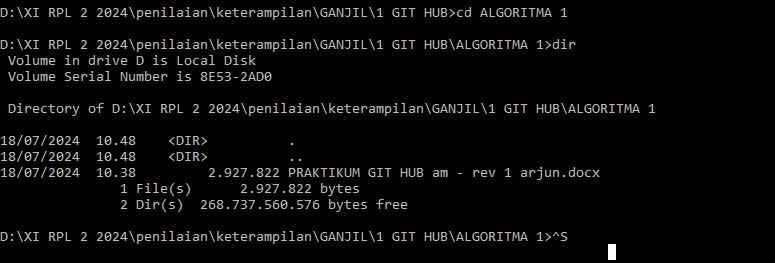 D:\XI RPL 2 2024\penilaian\keterampilan\GANJIL\1 GIT HUB>cd ALGORITMA 1
D:\XI RPL 2 2024\penilaian\keterampilan\GANJIL\1 GIT HUB\ALGORITMA 1>dir
Volume in drive D is Local Disk
Volume Serial Number is 8E53-2AD0
Directory of D:\XI RPL 2 2024\penilaian\keterampilan\GANJIL\1 GIT HUB\ALGORITMA 1
18/07/2024  10.48    <DIR>          .
18/07/2024  10.48    <DIR>          ..
18/07/2024  10.38         2.927.822 PRAKTIKUM GIT HUB am - rev 1 arjun.docx
1 File(s)      2.927.822 bytes
2 Dir(s)  268.737.560.576 bytes free
D:\XI RPL 2 2024\penilaian\keterampilan\GANJIL\1 GIT HUB\ALGORITMA 1>^S